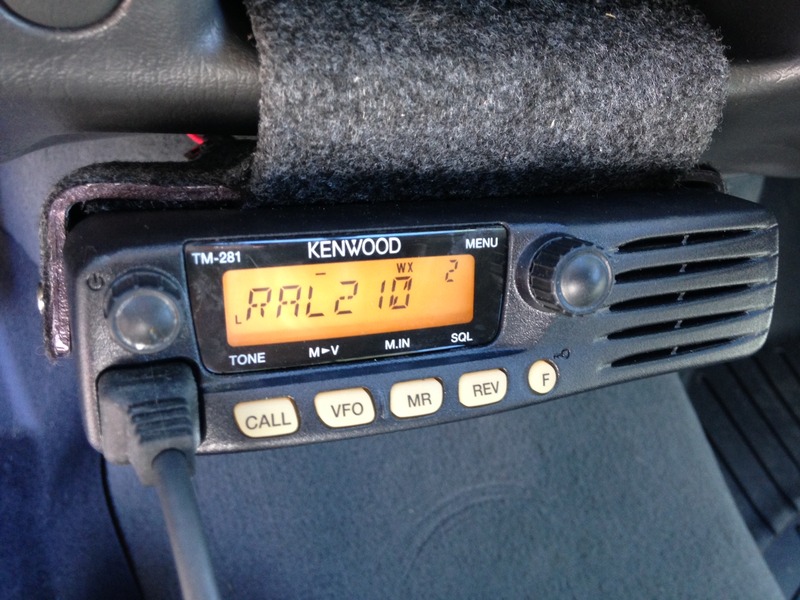 KENWOOD
TM-281 MENU
WX 2
RAL210
TONE M►V M.IN SQL
CALL VFO MR REV F